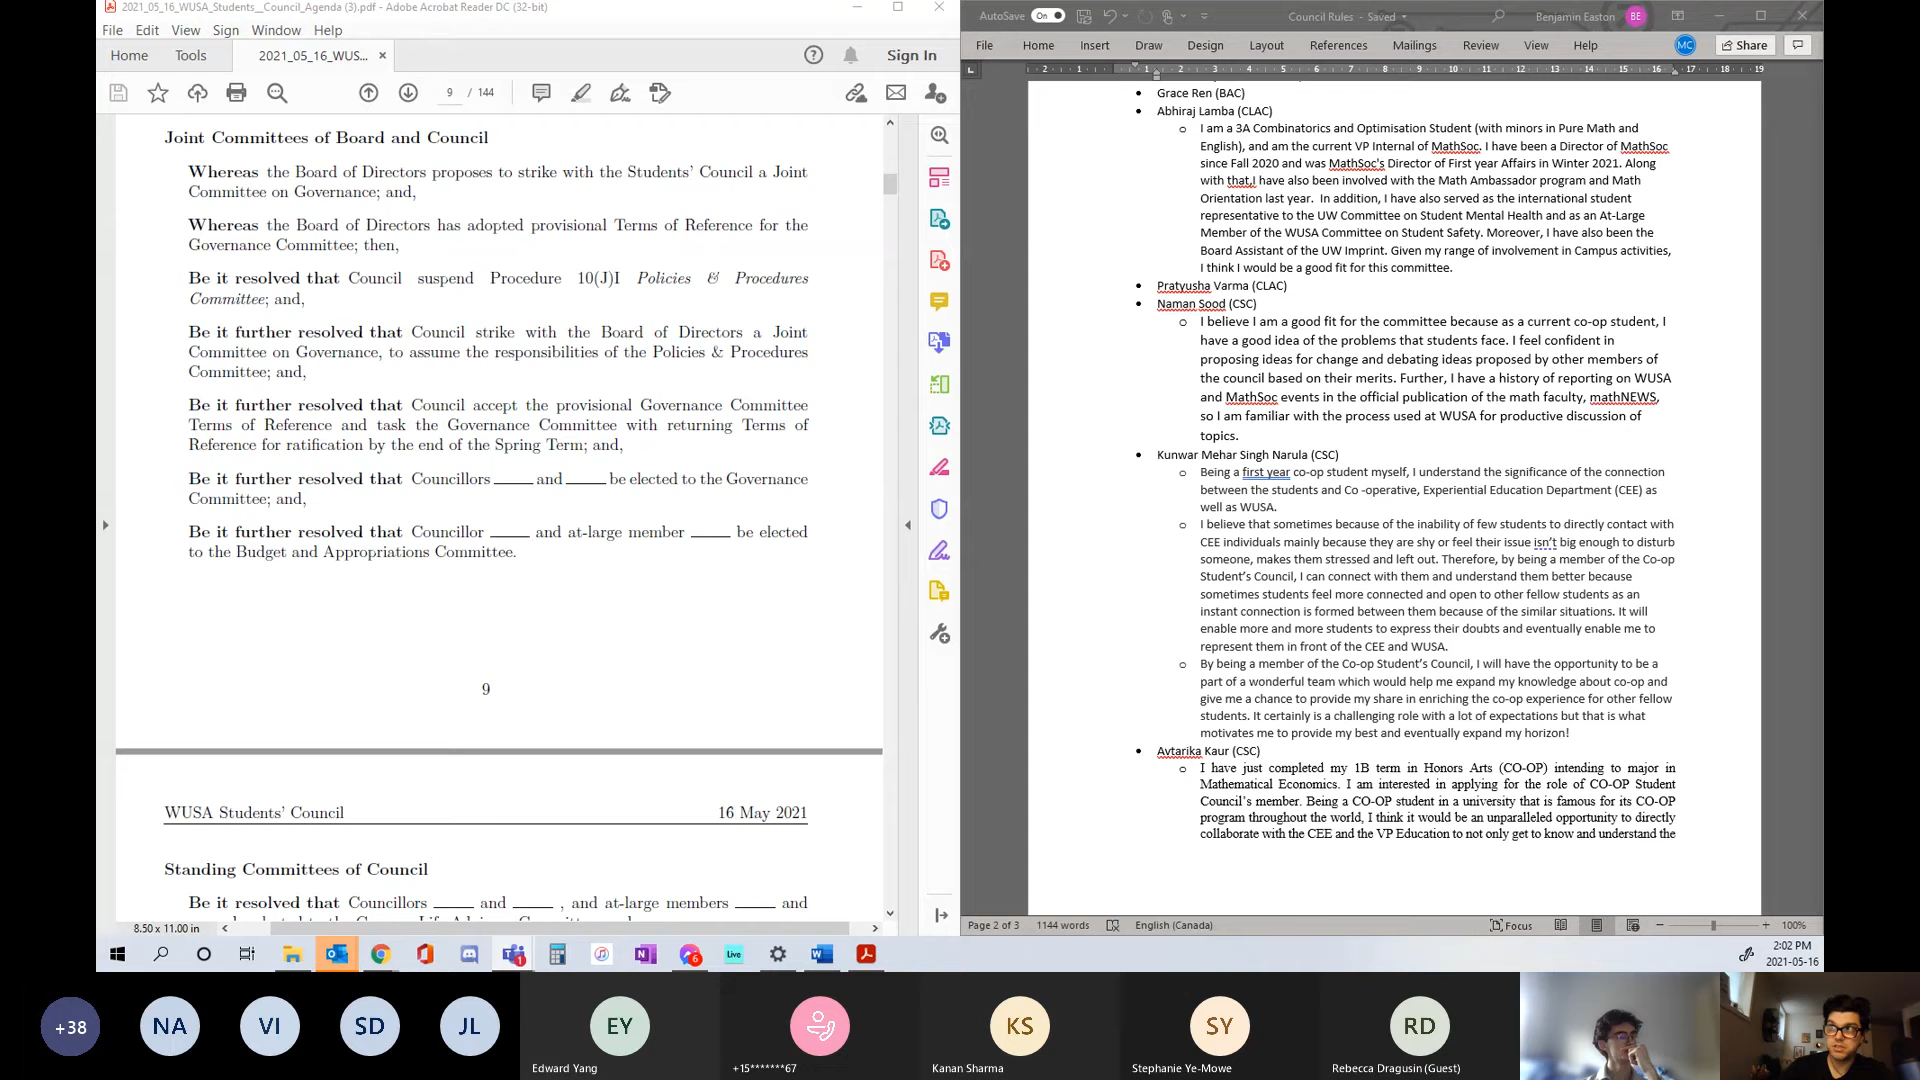 2021_05_16_WUSA_Students__Council_Agenda (3).pdf - Adobe Acrobat Reader DC (32-bit)
File Edit View Sign Window Help
Home Tools 2021_05_16_WUS... × Sign In
9 / 144
Joint Committees of Board and Council
Whereas the Board of Directors proposes to strike with the Students' Council a Joint
Committee on Governance; and,
Whereas the Board of Directors has adopted provisional Terms of Reference for the
Governance Committee; then,
Be it resolved that Council suspend Procedure 10(J)I Policies & Procedures
Committee; and,
Be it further resolved that Council strike with the Board of Directors a Joint
Committee on Governance, to assume the responsibilities of the Policies & Procedures
Committee; and,
Be it further resolved that Council accept the provisional Governance Committee
Terms of Reference and task the Governance Committee with returning Terms of
Reference for ratification by the end of the Spring Term; and,
Be it further resolved that Councillors ____ and ____ be elected to the Governance
Committee; and,
Be it further resolved that Councillor ____ and at-large member ____ be elected
to the Budget and Appropriations Committee.
9
WUSA Students' Council 16 May 2021
Standing Committees of Council
Be it resolved that Councillors ____ and ____ , and at-large members ____ and
8.50 x 11.00 in
AutoSave On Council Rules - Saved Benjamin Easton BE
File Home Insert Draw Design Layout References Mailings Review View Help MC Share
2 1 1 2 3 4 5 6 7 8 9 10 11 12 13 14 15 16 17 18 19
• Grace Ren (BAC)
• Abhiraj Lamba (CLAC)
o I am a 3A Combinatorics and Optimisation Student (with minors in Pure Math and
English), and am the current VP Internal of MathSoc. I have been a Director of MathSoc
since Fall 2020 and was MathSoc's Director of First year Affairs in Winter 2021. Along
with that,I have also been involved with the Math Ambassador program and Math
Orientation last year. In addition, I have also served as the international student
representative to the UW Committee on Student Mental Health and as an At-Large
Member of the WUSA Committee on Student Safety. Moreover, I have also been the
Board Assistant of the UW Imprint. Given my range of involvement in Campus activities,
I think I would be a good fit for this committee.
• Pratyusha Varma (CLAC)
• Naman Sood (CSC)
o I believe I am a good fit for the committee because as a current co-op student, I
have a good idea of the problems that students face. I feel confident in
proposing ideas for change and debating ideas proposed by other members of
the council based on their merits. Further, I have a history of reporting on WUSA
and MathSoc events in the official publication of the math faculty, mathNEWS,
so I am familiar with the process used at WUSA for productive discussion of
topics.
• Kunwar Mehar Singh Narula (CSC)
o Being a first year co-op student myself, I understand the significance of the connection
between the students and Co -operative, Experiential Education Department (CEE) as
well as WUSA.
o I believe that sometimes because of the inability of few students to directly contact with
CEE individuals mainly because they are shy or feel their issue isn't big enough to disturb
someone, makes them stressed and left out. Therefore, by being a member of the Co-op
Student's Council, I can connect with them and understand them better because
sometimes students feel more connected and open to other fellow students as an
instant connection is formed between them because of the similar situations. It will
enable more and more students to express their doubts and eventually enable me to
represent them in front of the CEE and WUSA.
o By being a member of the Co-op Student's Council, I will have the opportunity to be a
part of a wonderful team which would help me expand my knowledge about co-op and
give me a chance to provide my share in enriching the co-op experience for other fellow
students. It certainly is a challenging role with a lot of expectations but that is what
motivates me to provide my best and eventually expand my horizon!
• Avtarika Kaur (CSC)
o I have just completed my 1B term in Honors Arts (CO-OP) intending to major in
Mathematical Economics. I am interested in applying for the role of CO-OP Student
Council's member. Being a CO-OP student in a university that is famous for its CO-OP
program throughout the world, I think it would be an unparalleled opportunity to directly
collaborate with the CEE and the VP Education to not only get to know and understand the
Page 2 of 3 1144 words English (Canada) Focus 100%
Live 6 1
2:02 PM
2021-05-16
+38 NA VI SD JL EY KS SY RD
Edward Yang +15*******67 Kanan Sharma Stephanie Ye-Mowe Rebecca Dragusin (Guest)